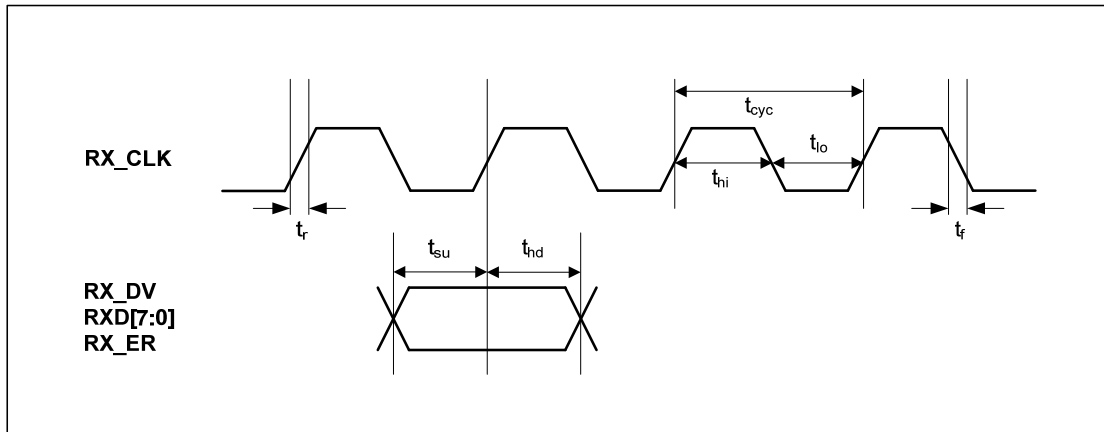 t_cyc
RX_CLK
t_lo
t_hi
t_r
t_f
t_su
t_hd
RX_DV
RXD[7:0]
RX_ER